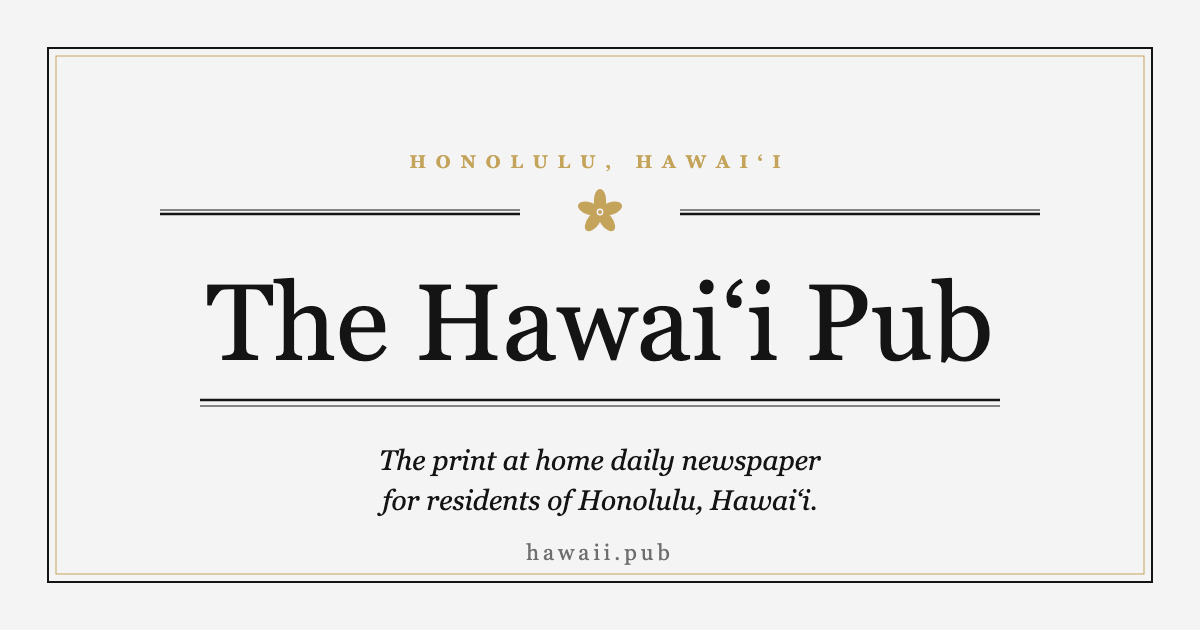 HONOLULU, HAWAIʻI
The Hawaiʻi Pub
The print at home daily newspaper
for residents of Honolulu, Hawaiʻi.
hawaii.pub